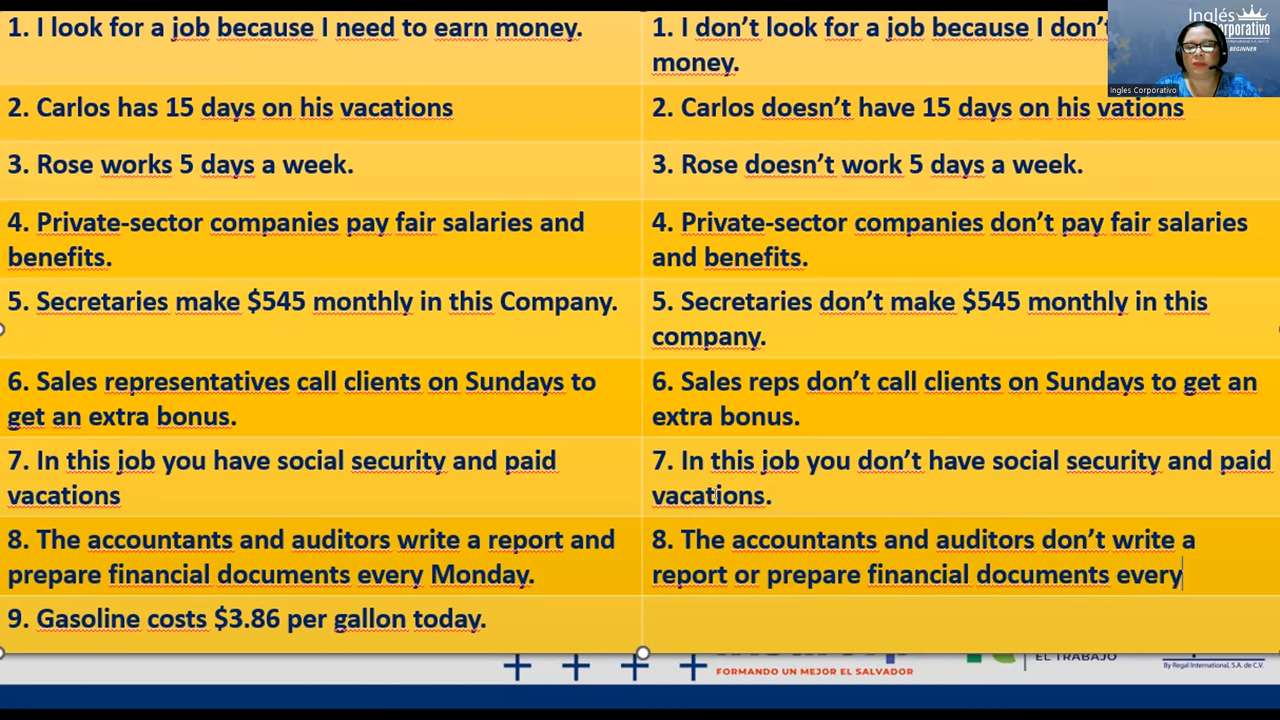 1. I look for a job because I need to earn money.
1. I don't look for a job because I don't
money.
2. Carlos has 15 days on his vacations
2. Carlos doesn't have 15 days on his vations
3. Rose works 5 days a week.
3. Rose doesn't work 5 days a week.
4. Private-sector companies pay fair salaries and
benefits.
4. Private-sector companies don't pay fair salaries
and benefits.
5. Secretaries make $545 monthly in this Company.
5. Secretaries don't make $545 monthly in this
company.
6. Sales representatives call clients on Sundays to
get an extra bonus.
6. Sales reps don't call clients on Sundays to get an
extra bonus.
7. In this job you have social security and paid
vacations
7. In this job you don't have social security and paid
vacations.
8. The accountants and auditors write a report and
prepare financial documents every Monday.
8. The accountants and auditors don't write a
report or prepare financial documents every
9. Gasoline costs $3.86 per gallon today.
Inglés
BEGINNER
Ingles Corporativo
FORMANDO UN MEJOR EL SALVADOR
EL TRABAJO
By Regal International, S.A. de C.V.